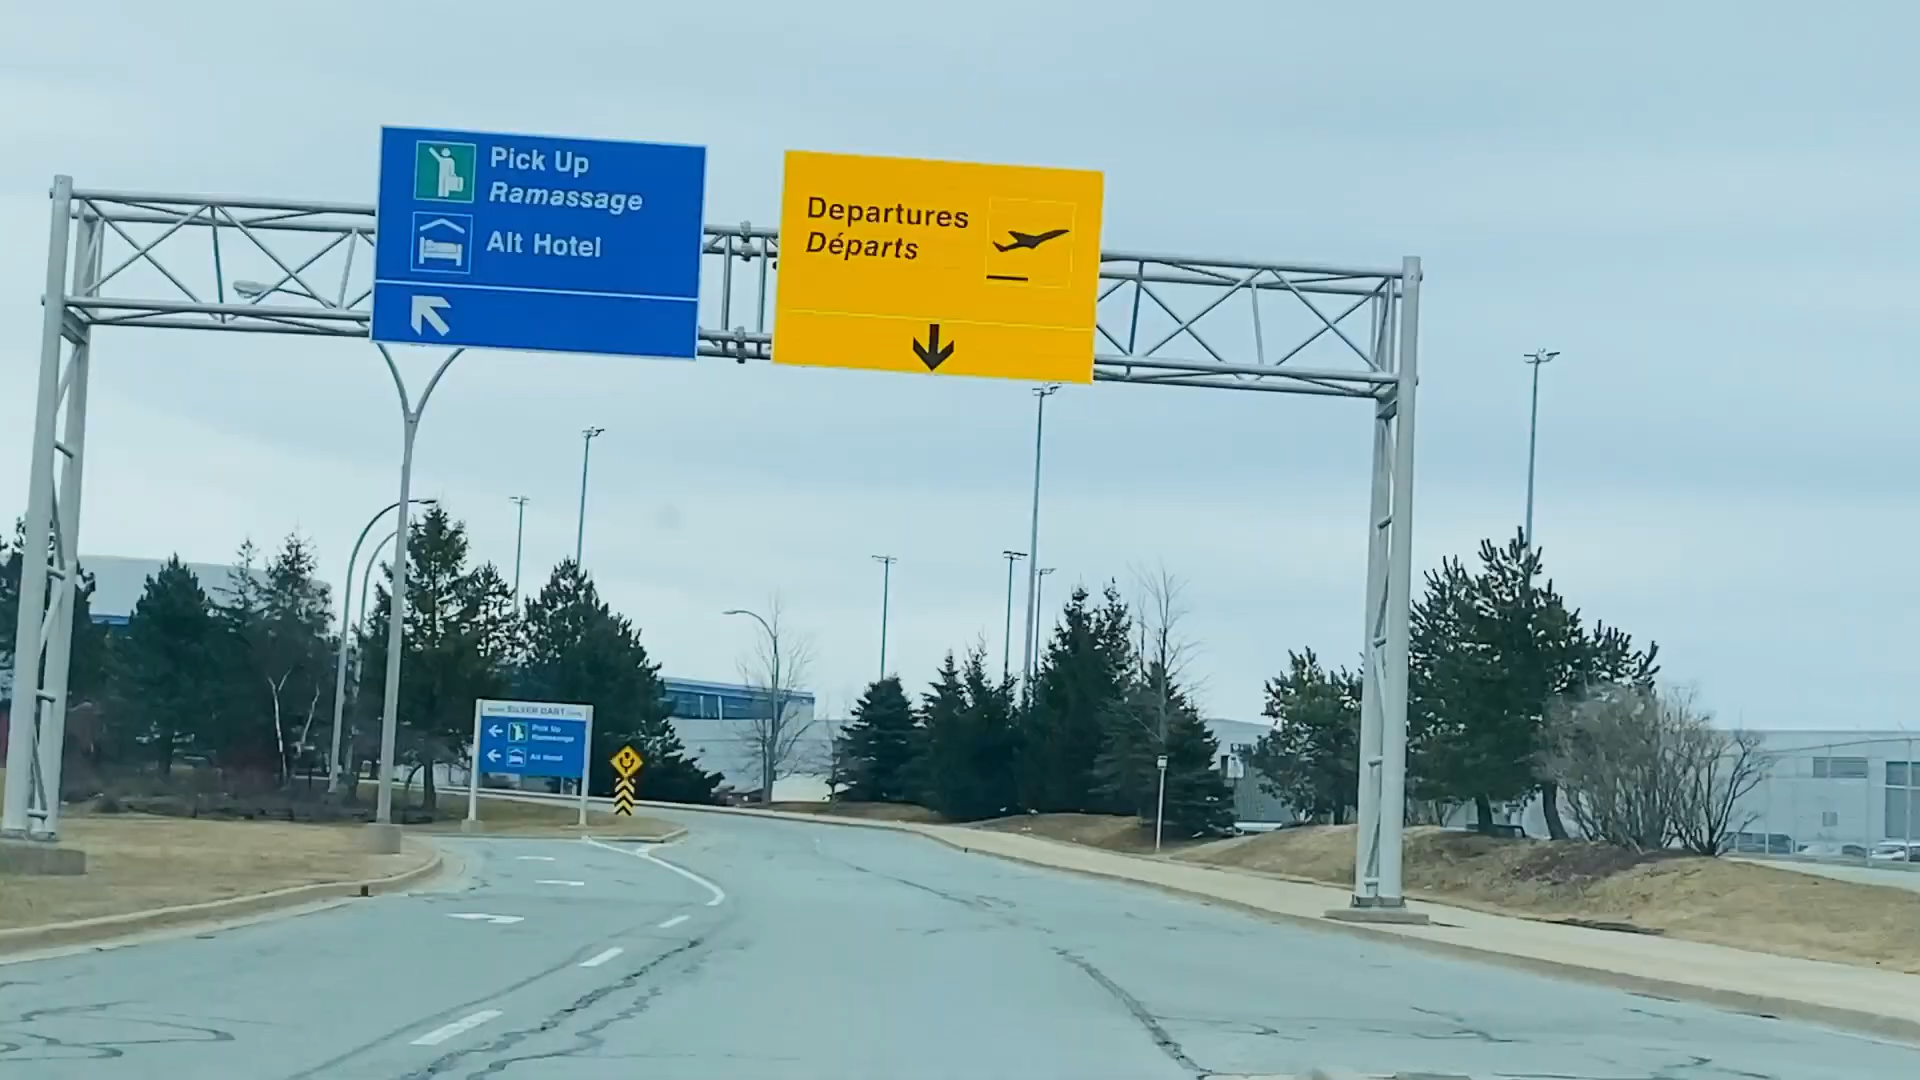 Pick Up
Ramassage
Alt Hotel
Departures
Départs
SILVER DART
Pick Up
Ramassage
Alt Hotel